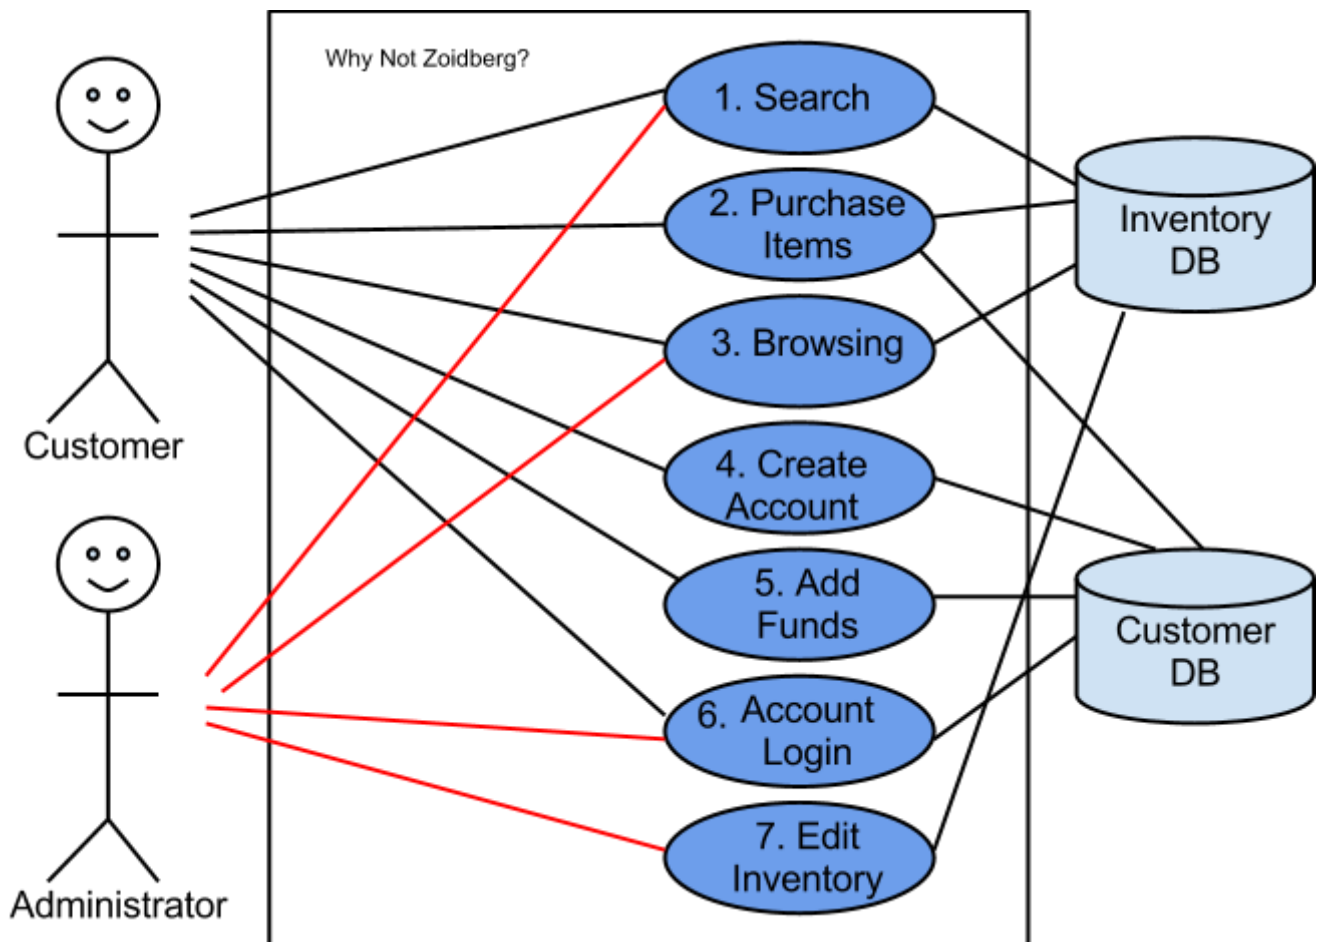 Why Not Zoidberg?
1. Search
2. Purchase
Items
3. Browsing
4. Create
Account
5. Add
Funds
6. Account
Login
7. Edit
Inventory
Customer
Administrator
Inventory
DB
Customer
DB